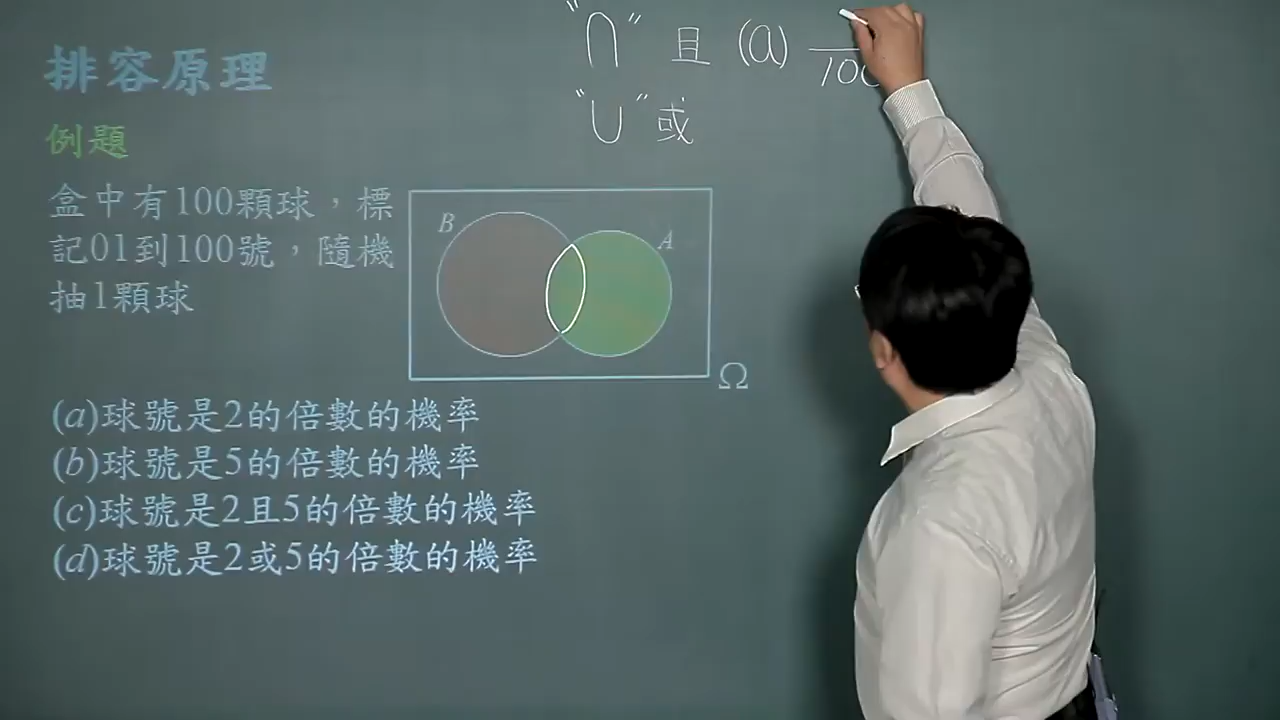 排容原理
例題
盒中有100顆球，標
記01到100號，隨機
抽1顆球
B
A
Ω
(a)球號是2的倍數的機率
(b)球號是5的倍數的機率
(c)球號是2且5的倍數的機率
(d)球號是2或5的倍數的機率
“∩” 且 (a)
100
“∪” 或